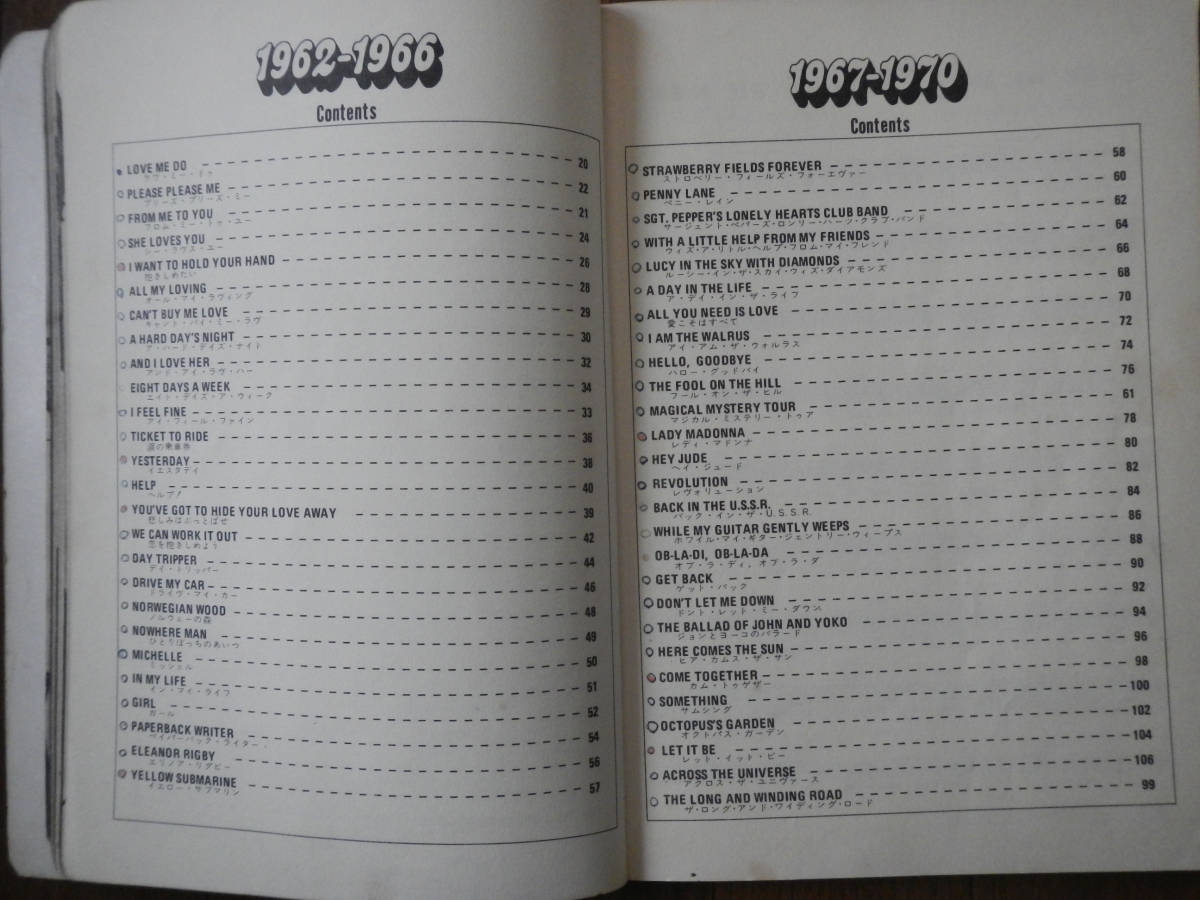 1962-1966
Contents
LOVE ME DO 20
ラヴ・ミー・ドゥ
PLEASE PLEASE ME 22
プリーズ・プリーズ・ミー
FROM ME TO YOU 21
フロム・ミー・トゥ・ユー
SHE LOVES YOU 24
シー・ラヴズ・ユー
I WANT TO HOLD YOUR HAND 26
抱きしめたい
ALL MY LOVING 28
オール・マイ・ラヴィング
CAN'T BUY ME LOVE 29
キャント・バイ・ミー・ラヴ
A HARD DAY'S NIGHT 30
ア・ハード・デイズ・ナイト
AND I LOVE HER 32
アンド・アイ・ラヴ・ハー
EIGHT DAYS A WEEK 34
エイト・デイズ・ア・ウィーク
I FEEL FINE 33
アイ・フィール・ファイン
TICKET TO RIDE 36
涙の乗車券
YESTERDAY 38
イエスタデイ
HELP 40
ヘルプ!
YOU'VE GOT TO HIDE YOUR LOVE AWAY 39
悲しみはぶっとばせ
WE CAN WORK IT OUT 42
恋を抱きしめよう
DAY TRIPPER 44
デイ・トリッパー
DRIVE MY CAR 46
ドライヴ・マイ・カー
NORWEGIAN WOOD 48
ノルウェーの森
NOWHERE MAN 49
ひとりぼっちのあいつ
MICHELLE 50
ミッシェル
IN MY LIFE 51
イン・マイ・ライフ
GIRL 52
ガール
PAPERBACK WRITER 54
ペイパーバック・ライター
ELEANOR RIGBY 56
エリノア・リグビー
YELLOW SUBMARINE 57
イエロー・サブマリン
1967-1970
Contents
STRAWBERRY FIELDS FOREVER 58
ストロベリー・フィールズ・フォーエヴァー
PENNY LANE 60
ペニー・レイン
SGT. PEPPER'S LONELY HEARTS CLUB BAND 62
サージェント・ペパーズ・ロンリー・ハーツ・クラブ・バンド
WITH A LITTLE HELP FROM MY FRIENDS 64
ウィズ・ア・リトル・ヘルプ・フロム・マイ・フレンド
LUCY IN THE SKY WITH DIAMONDS 66
ルーシー・イン・ザ・スカイ・ウィズ・ダイアモンズ
A DAY IN THE LIFE 68
ア・デイ・イン・ザ・ライフ
ALL YOU NEED IS LOVE 70
愛こそはすべて
I AM THE WALRUS 72
アイ・アム・ザ・ウォルラス
HELLO, GOODBYE 74
ハロー・グッドバイ
THE FOOL ON THE HILL 76
フール・オン・ザ・ヒル
MAGICAL MYSTERY TOUR 61
マジカル・ミステリー・トゥア
LADY MADONNA 78
レディ・マドンナ
HEY JUDE 80
ヘイ・ジュード
REVOLUTION 82
レヴォリューション
BACK IN THE U.S.S.R. 84
バック・イン・ザ・U.S.S.R.
WHILE MY GUITAR GENTLY WEEPS 86
ホワイル・マイ・ギター・ジェントリー・ウィープス
OB-LA-DI, OB-LA-DA 88
オブ・ラ・ディ, オブ・ラ・ダ
GET BACK 90
ゲット・バック
DON'T LET ME DOWN 92
ドント・レット・ミー・ダウン
THE BALLAD OF JOHN AND YOKO 94
ジョンとヨーコのバラード
HERE COMES THE SUN 96
ヒア・カムス・ザ・サン
COME TOGETHER 98
カム・トゥゲザー
SOMETHING 100
サムシング
OCTOPUS'S GARDEN 102
オクトパス・ガーデン
LET IT BE 104
レット・イット・ビー
ACROSS THE UNIVERSE 106
アクロス・ザ・ユニヴァース
THE LONG AND WINDING ROAD 99
ザ・ロング・アンド・ワイディング・ロード